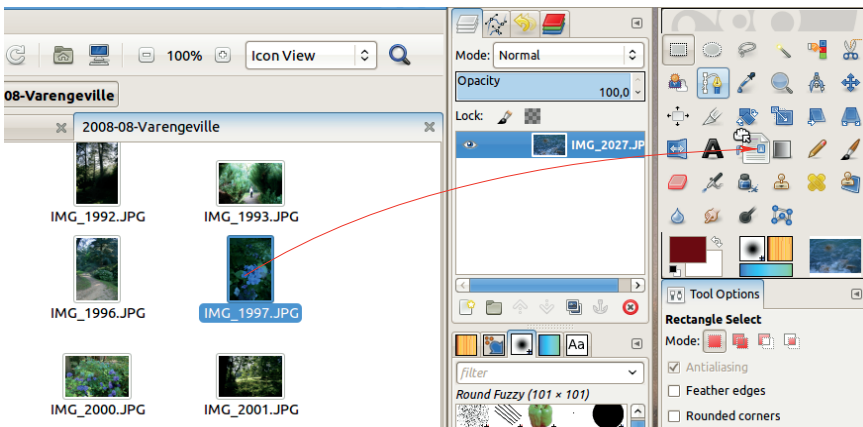 100%
Icon View
08-Varengeville
2008-08-Varengeville
IMG_1992.JPG
IMG_1993.JPG
IMG_1996.JPG
IMG_1997.JPG
IMG_2000.JPG
IMG_2001.JPG
Mode: Normal
Opacity
100,0
Lock:
IMG_2027.JP
Aa
filter
Round Fuzzy (101 × 101)
A
Tool Options
Rectangle Select
Mode:
Antialiasing
Feather edges
Rounded corners